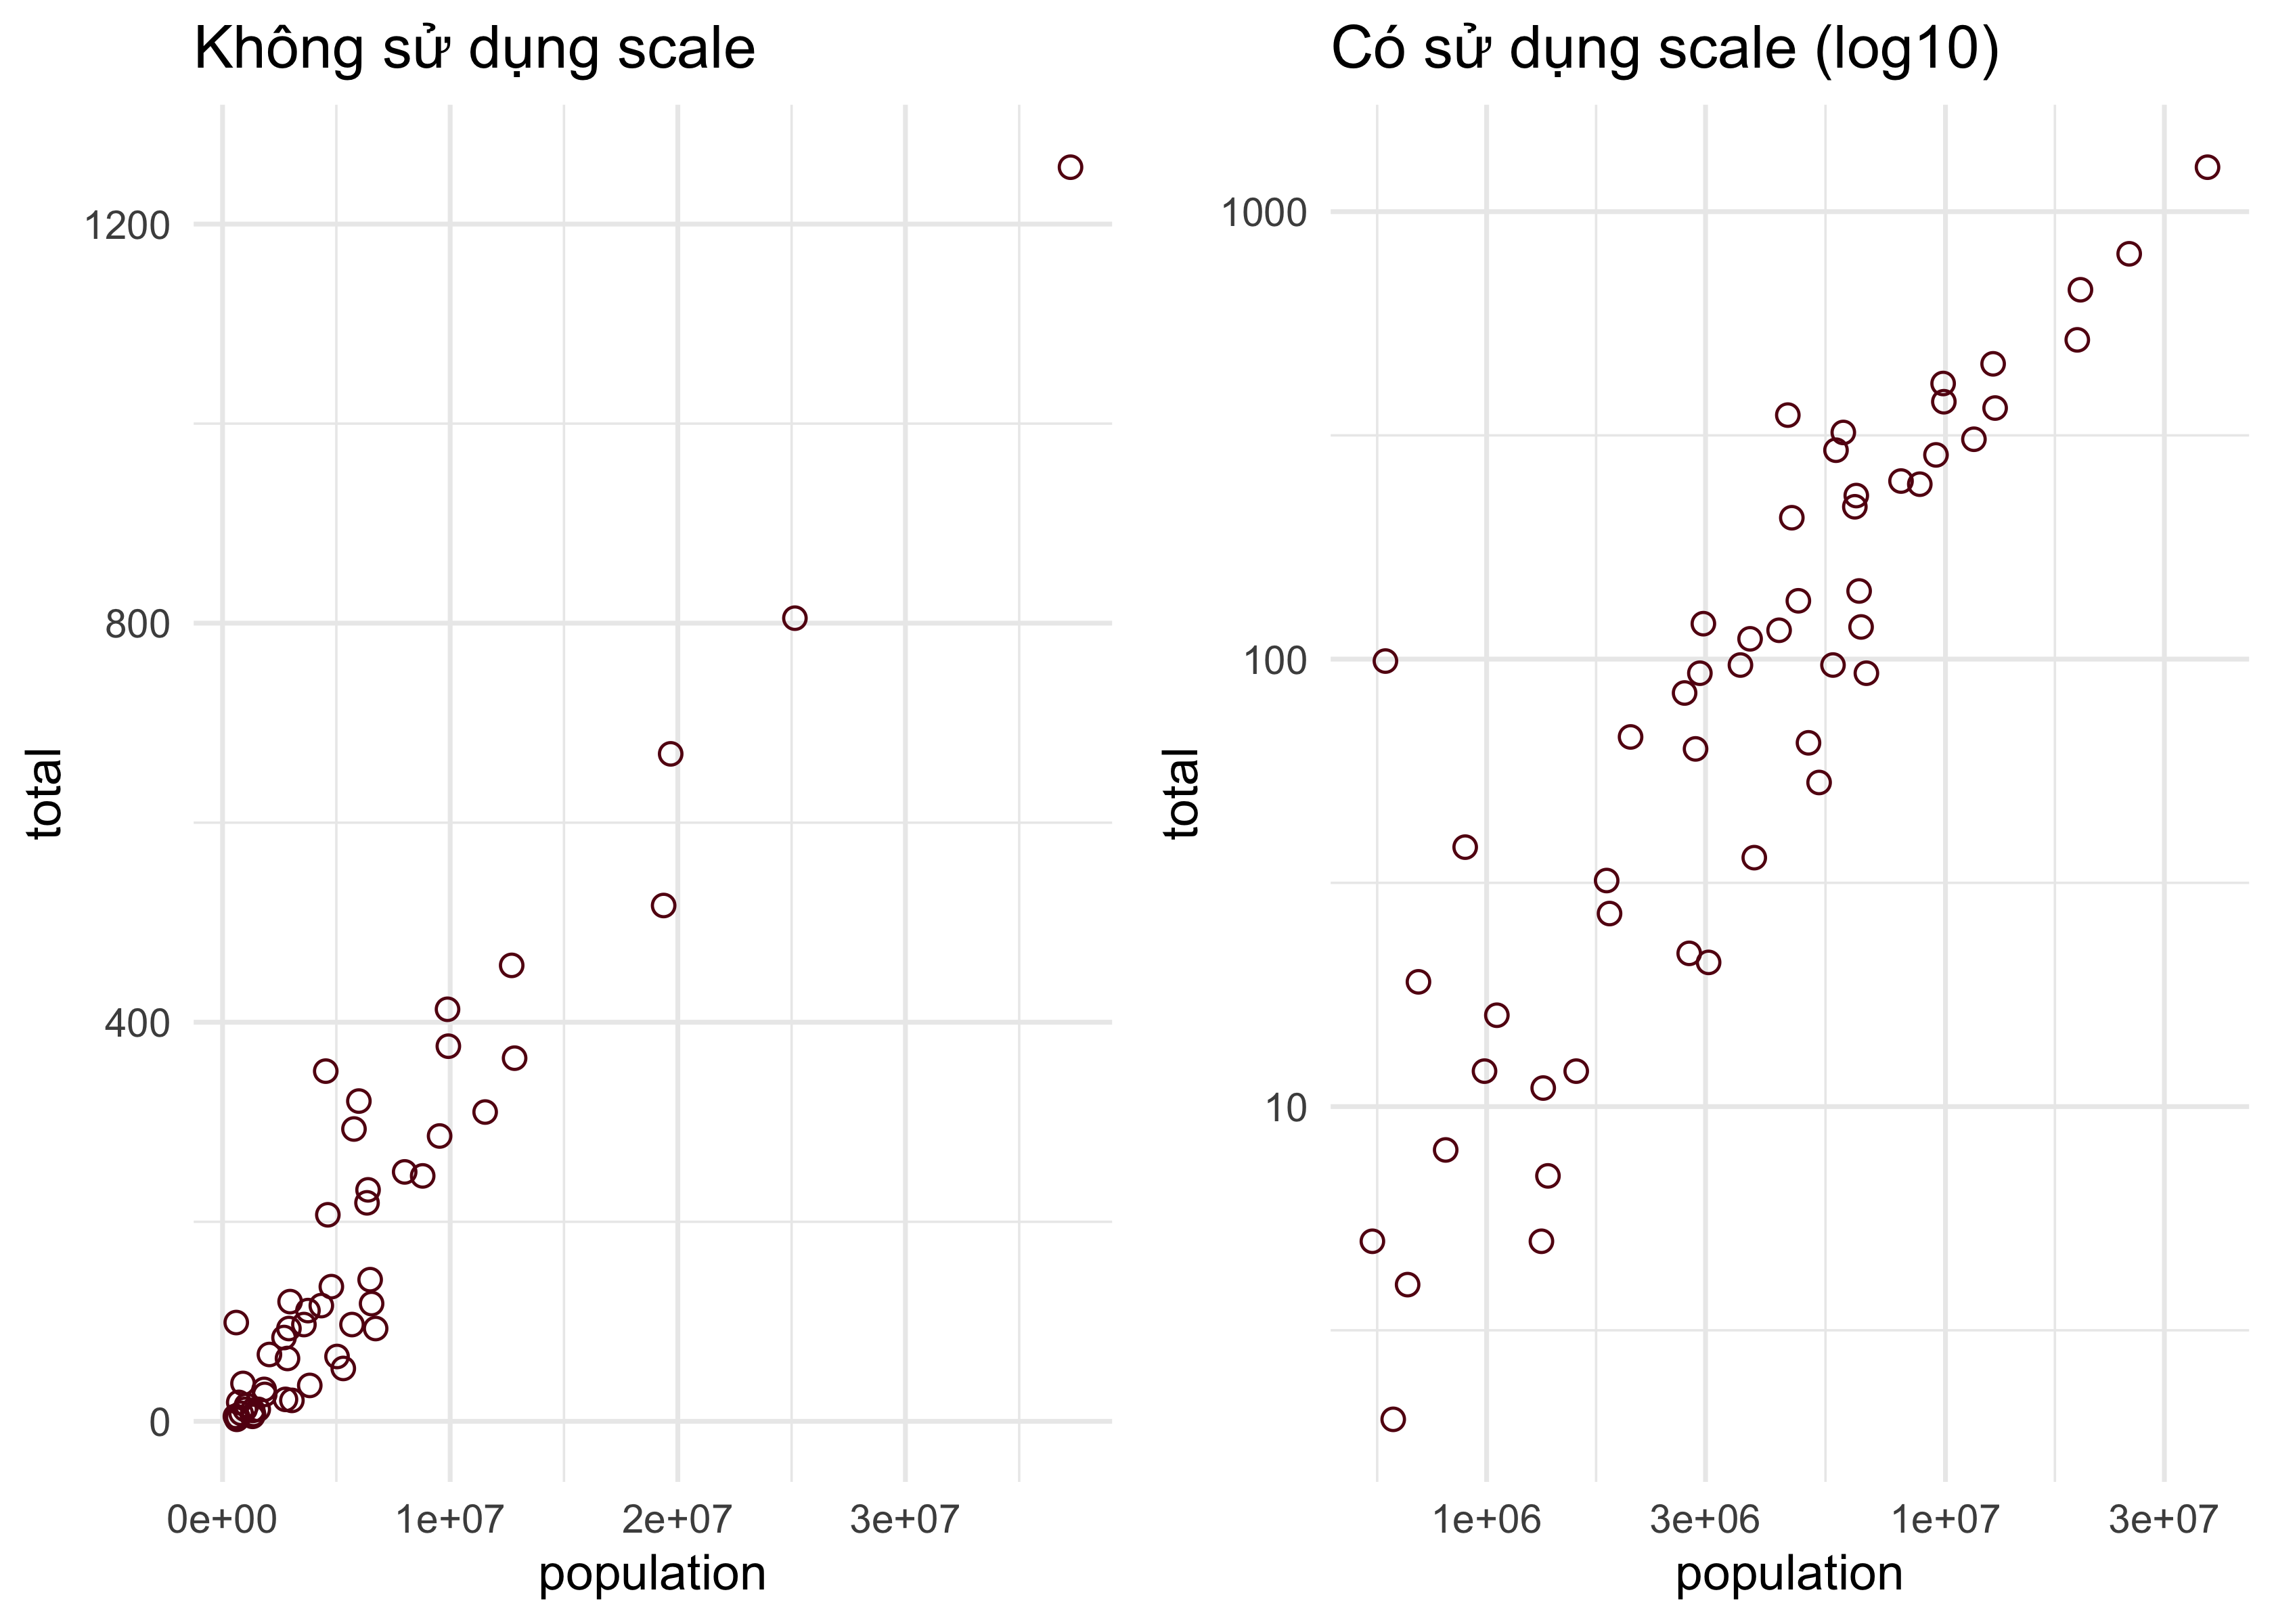 Không sử dụng scale
1200
800
400
0
total
0e+00 1e+07 2e+07 3e+07
population
Có sử dụng scale (log10)
1000
100
10
total
1e+06 3e+06 1e+07 3e+07
population